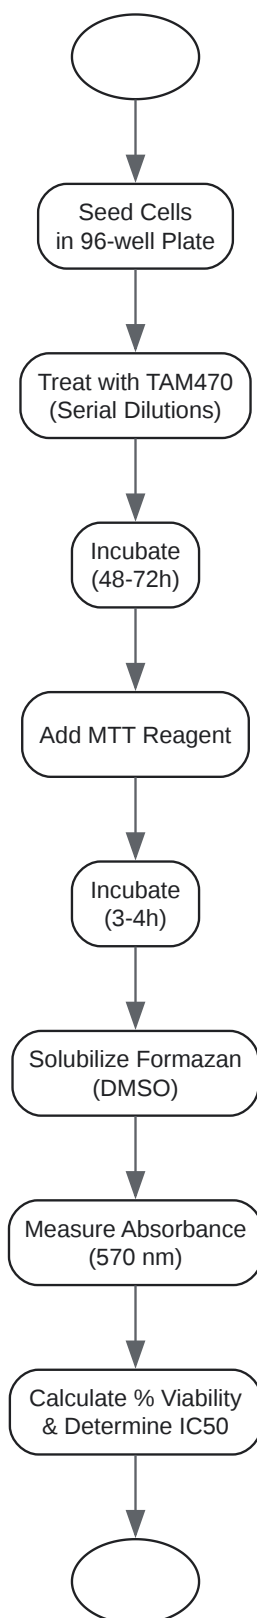 Seed Cells
in 96-well Plate
Treat with TAM470
(Serial Dilutions)
Incubate
(48-72h)
Add MTT Reagent
Incubate
(3-4h)
Solubilize Formazan
(DMSO)
Measure Absorbance
(570 nm)
Calculate % Viability
& Determine IC50